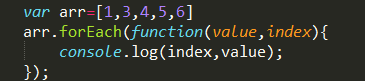 var arr=[1,3,4,5,6]
arr.forEach(function(value,index){
    console.log(index,value);
});